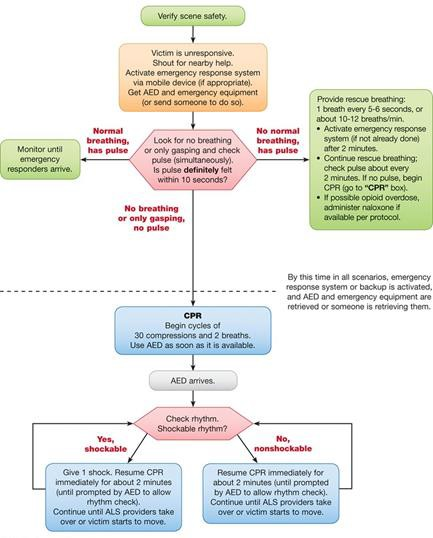 Verify scene safety.
Victim is unresponsive.
Shout for nearby help.
Activate emergency response system
via mobile device (if appropriate).
Get AED and emergency equipment
(or send someone to do so).
Normal
breathing,
has pulse
Monitor until
emergency
responders arrive.
Look for no breathing
or only gasping and check
pulse (simultaneously).
Is pulse definitely felt
within 10 seconds?
No normal
breathing,
has pulse
Provide rescue breathing:
1 breath every 5-6 seconds, or
about 10-12 breaths/min.
• Activate emergency response
system (if not already done)
after 2 minutes.
• Continue rescue breathing;
check pulse about every
2 minutes. If no pulse, begin
CPR (go to “CPR” box).
• If possible opioid overdose,
administer naloxone if
available per protocol.
No breathing
or only gasping,
no pulse
By this time in all scenarios, emergency
response system or backup is activated,
and AED and emergency equipment are
retrieved or someone is retrieving them.
CPR
Begin cycles of
30 compressions and 2 breaths.
Use AED as soon as it is available.
AED arrives.
Check rhythm.
Shockable rhythm?
Yes,
shockable
No,
nonshockable
Give 1 shock. Resume CPR
immediately for about 2 minutes
(until prompted by AED to allow
rhythm check).
Continue until ALS providers take
over or victim starts to move.
Resume CPR immediately for
about 2 minutes (until prompted
by AED to allow rhythm check).
Continue until ALS providers take
over or victim starts to move.